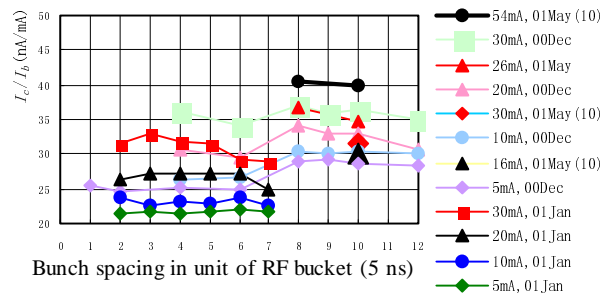 50
45
40
35
30
25
20
I_c/I_b (nA/mA)
0 1 2 3 4 5 6 7 8 9 10 11 12
Bunch spacing in unit of RF bucket (5 ns)
54mA,01May(10)
30mA,00Dec
26mA,01May
20mA,00Dec
30mA,01May(10)
10mA,00Dec
16mA,01May(10)
5mA,00Dec
30mA,01Jan
20mA,01Jan
10mA,01Jan
5mA,01Jan